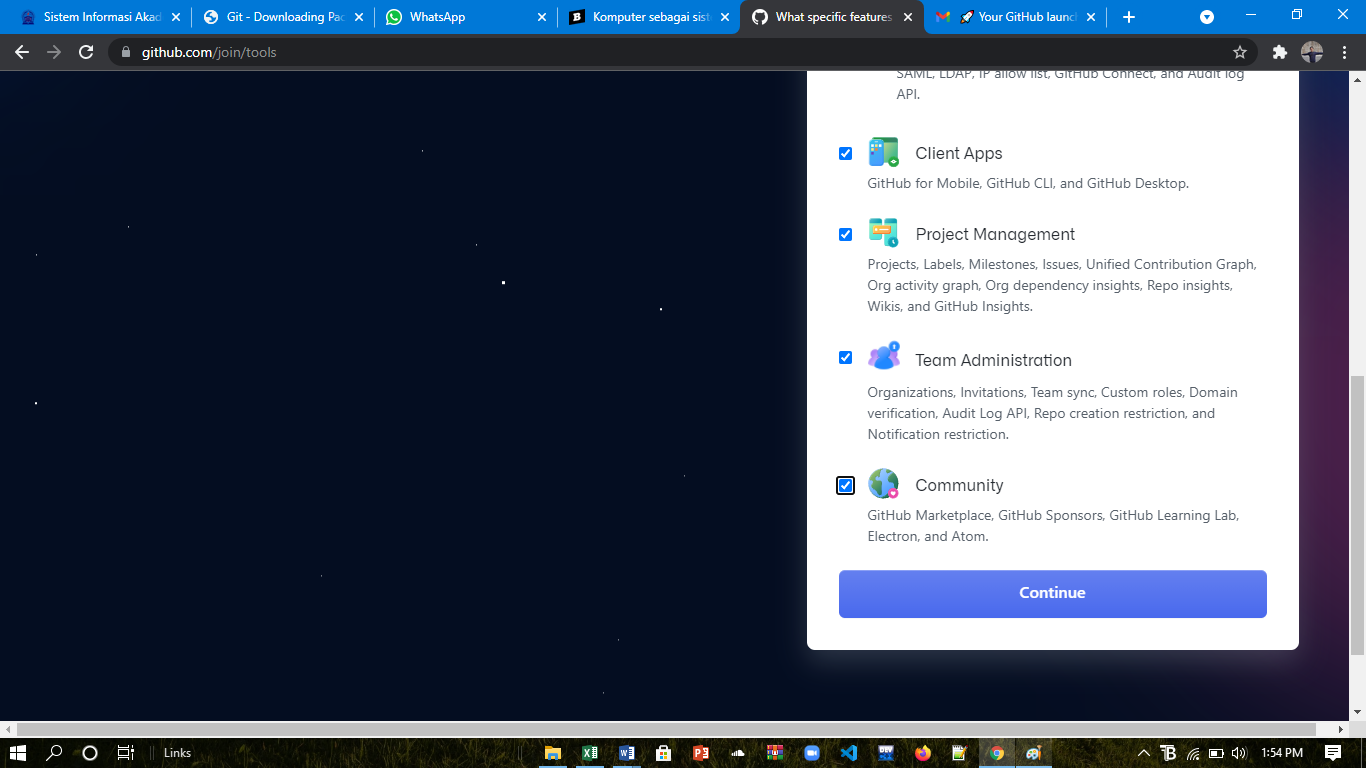 Sistem Informasi Akad
Git - Downloading Pac
WhatsApp
Komputer sebagai sist
What specific features
Your GitHub launc
github.com/join/tools
SAML, LDAP, IP allow list, GitHub Connect, and Audit log
API.
Client Apps
GitHub for Mobile, GitHub CLI, and GitHub Desktop.
Project Management
Projects, Labels, Milestones, Issues, Unified Contribution Graph,
Org activity graph, Org dependency insights, Repo insights,
Wikis, and GitHub Insights.
Team Administration
Organizations, Invitations, Team sync, Custom roles, Domain
verification, Audit Log API, Repo creation restriction, and
Notification restriction.
Community
GitHub Marketplace, GitHub Sponsors, GitHub Learning Lab,
Electron, and Atom.
Continue
Links
1:54 PM